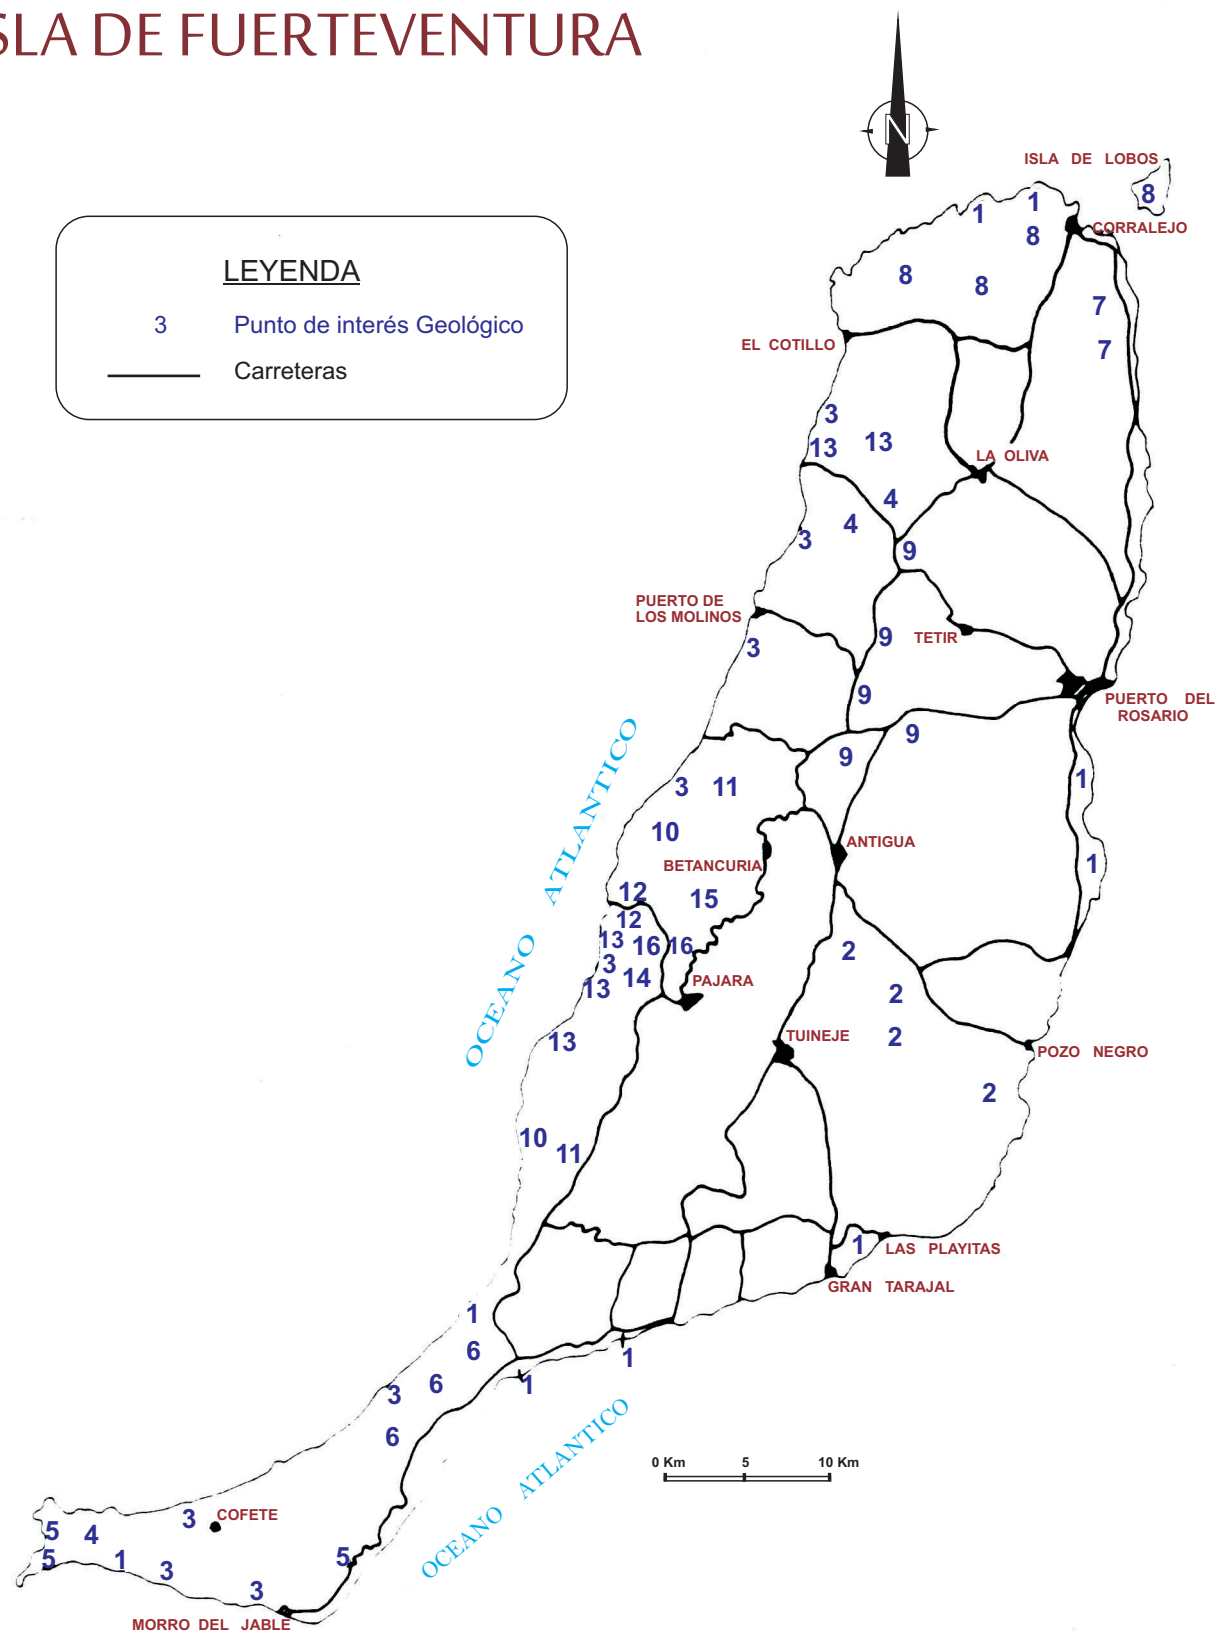 SLA DE FUERTEVENTURA
N
ISLA DE LOBOS
8
1
1
CORRALEJO
8
LEYENDA
8
8
7
3 Punto de interés Geológico
EL COTILLO
7
Carreteras
3
13
13
LA OLIVA
4
4
3
9
PUERTO DE
LOS MOLINOS
9
TETIR
3
9
PUERTO DEL
ROSARIO
9
9
1
3
11
OCEANO ATLANTICO
10
ANTIGUA
BETANCURIA
1
12
15
12
13
16
16
2
3
14
13
PAJARA
2
TUINEJE
2
13
POZO NEGRO
2
10
11
1
LAS PLAYITAS
GRAN TARAJAL
1
6
1
3
6
1
6
OCEANO ATLANTICO
0 Km 5 10 Km
3
COFETE
5
4
5
1
3
5
3
MORRO DEL JABLE